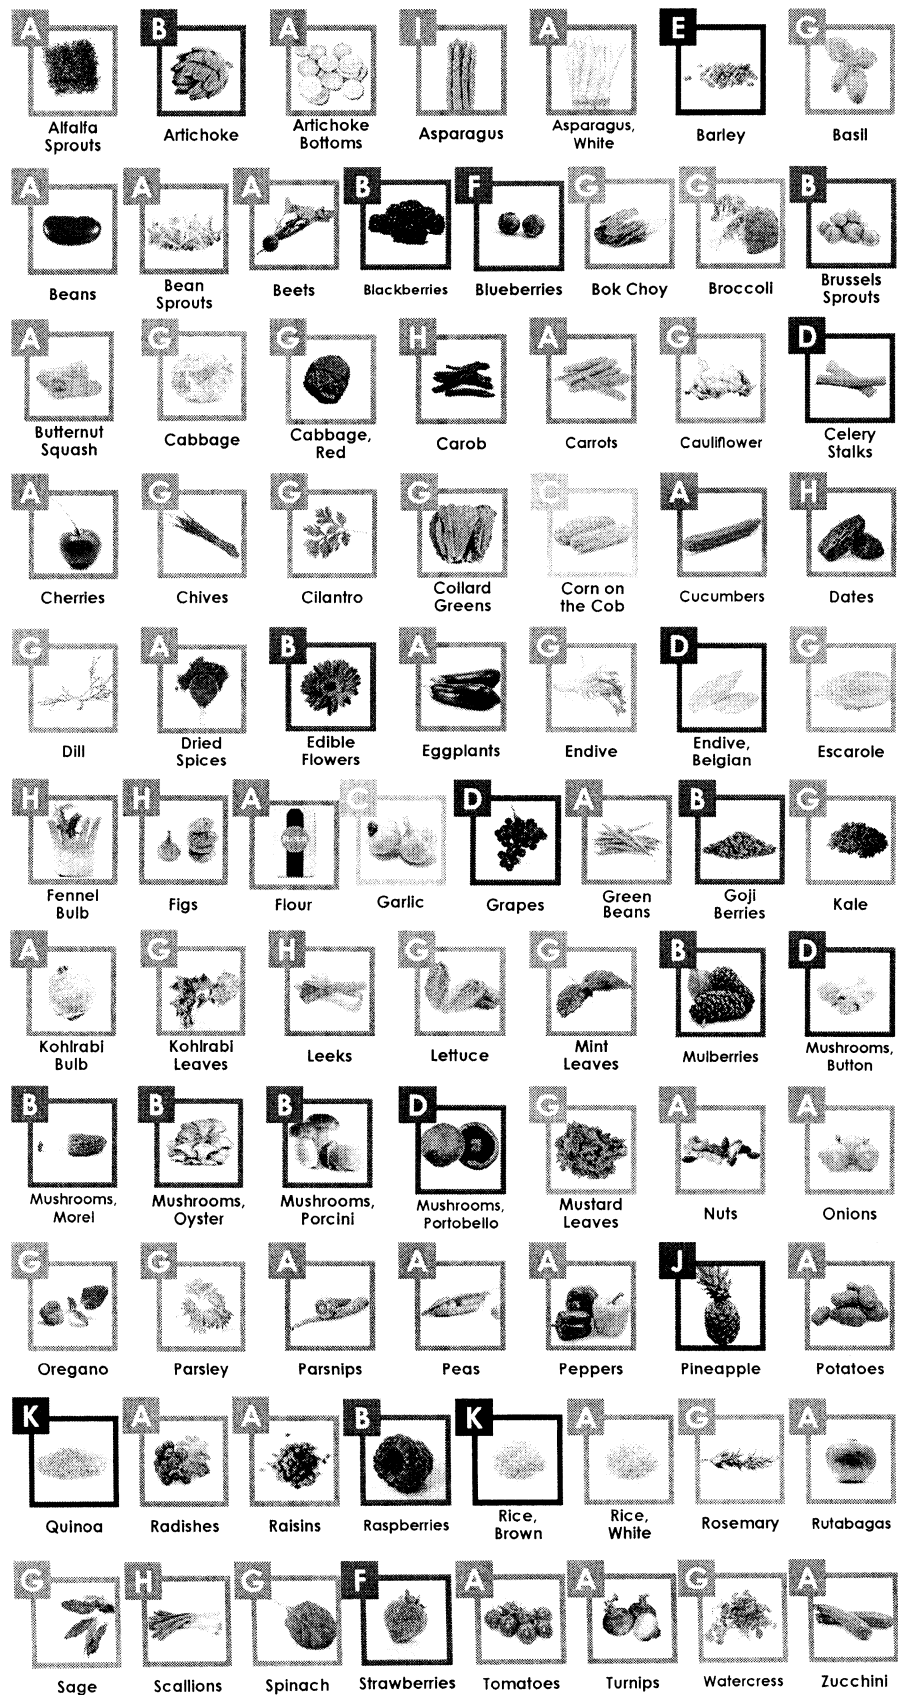 A B A I A E G
Alfalfa Sprouts
Artichoke
Artichoke Bottoms
Asparagus
Asparagus, White
Barley
Basil
A A A B F G G B
Beans
Bean Sprouts
Beets
Blackberries
Blueberries
Bok Choy
Broccoli
Brussels Sprouts
A G G H A G D
Butternut Squash
Cabbage
Cabbage, Red
Carob
Carrots
Cauliflower
Celery Stalks
A G G G C A H
Cherries
Chives
Cilantro
Collard Greens
Corn on the Cob
Cucumbers
Dates
G A B A G D G
Dill
Dried Spices
Edible Flowers
Eggplants
Endive
Endive, Belgian
Escarole
H H A C D A B G
Fennel Bulb
Figs
Flour
Garlic
Grapes
Green Beans
Goji Berries
Kale
A G H G G B D
Kohlrabi Bulb
Kohlrabi Leaves
Leeks
Lettuce
Mint Leaves
Mulberries
Mushrooms, Button
B B B D G A A
Mushrooms, Morel
Mushrooms, Oyster
Mushrooms, Porcini
Mushrooms, Portobello
Mustard Leaves
Nuts
Onions
G G A A A J A
Oregano
Parsley
Parsnips
Peas
Peppers
Pineapple
Potatoes
K A A B K A G A
Quinoa
Radishes
Raisins
Raspberries
Rice, Brown
Rice, White
Rosemary
Rutabagas
G H G F A A G A
Sage
Scallions
Spinach
Strawberries
Tomatoes
Turnips
Watercress
Zucchini